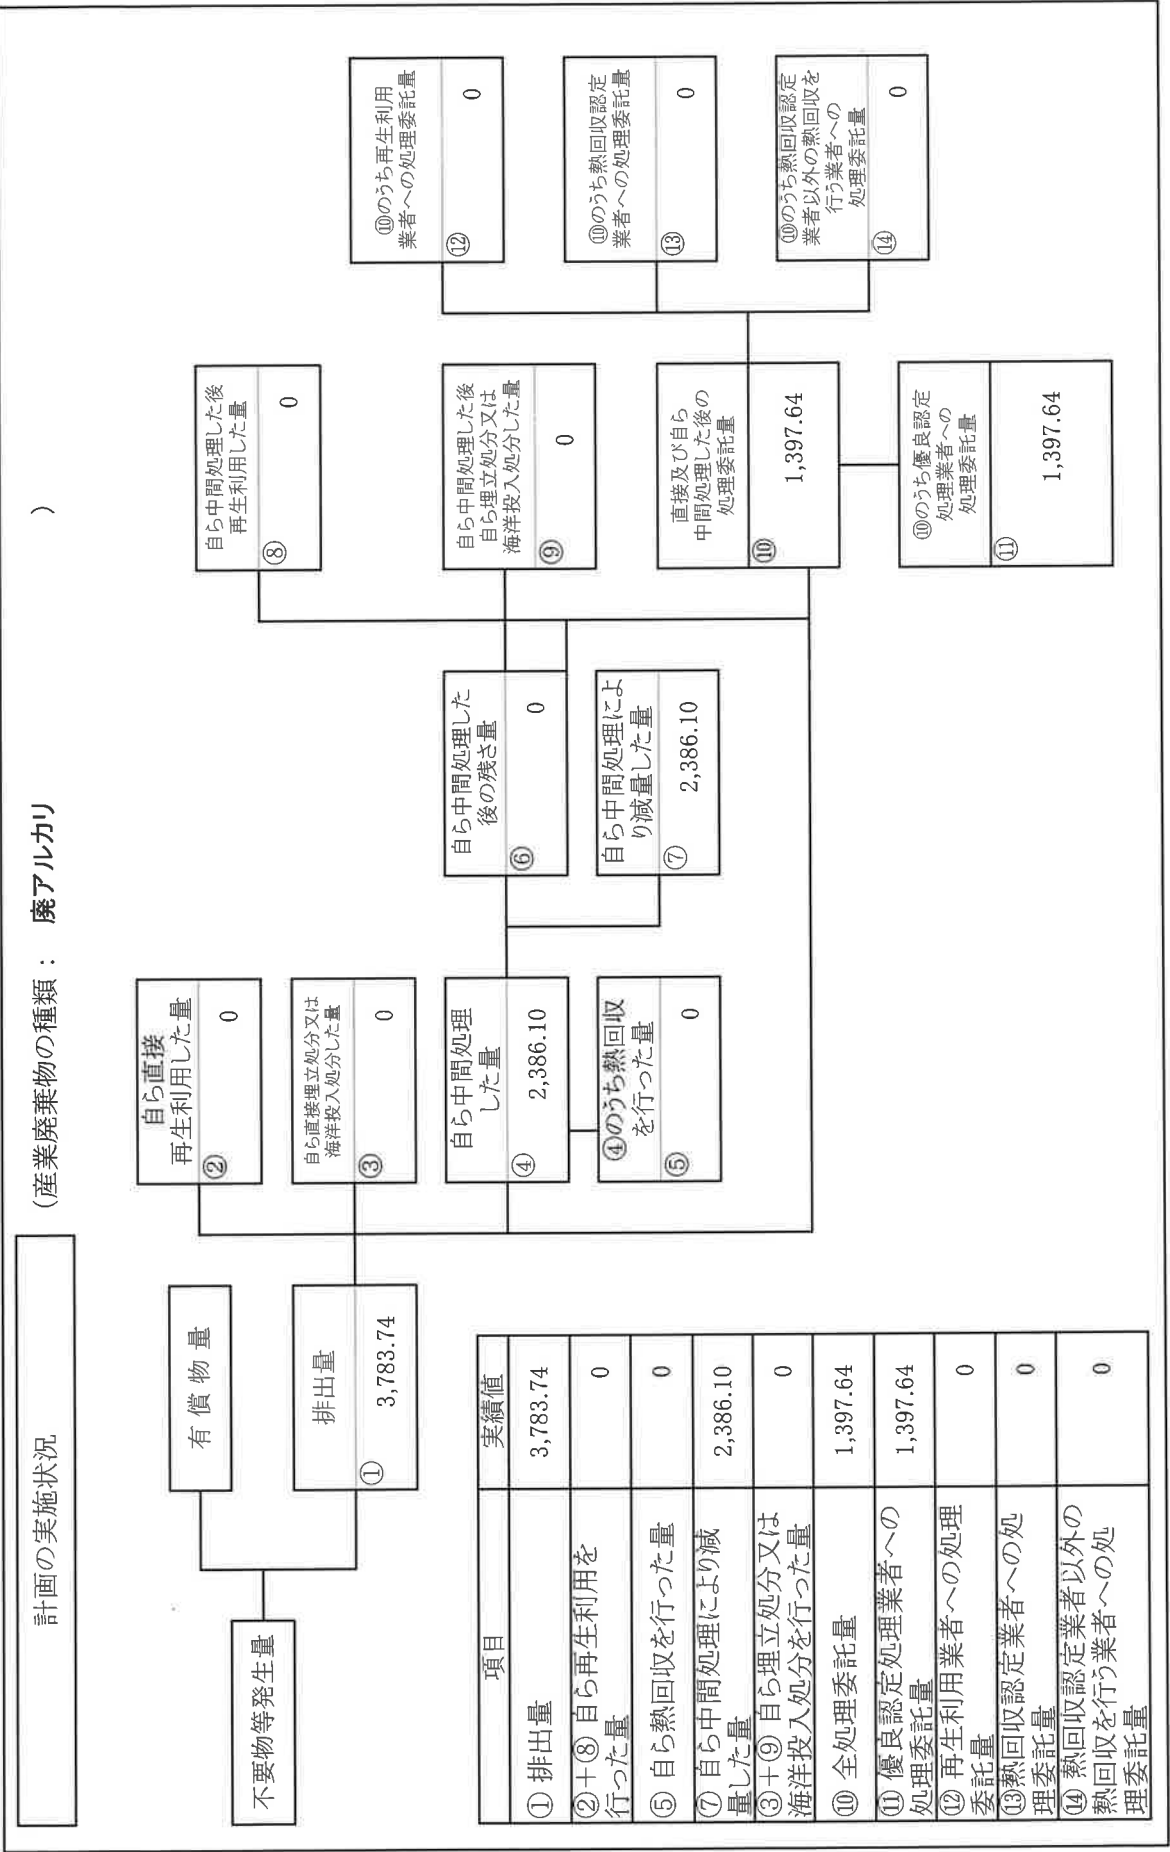 計画の実施状況
(産業廃棄物の種類： 廃アルカリ )
不要物等発生量
有償物量
排出量
① 3,783.74
自ら直接
再生利用した量
② 0
自ら直接埋立処分又は
海洋投入処分した量
③ 0
自ら中間処理
した量
④ 2,386.10
④のうち熱回収
を行った量
⑤ 0
自ら中間処理した
後の残さ量
⑥ 0
自ら中間処理によ
り減量した量
⑦ 2,386.10
自ら中間処理した後
再生利用した量
⑧ 0
自ら中間処理した後
自ら埋立処分又は
海洋投入処分した量
⑨ 0
直接及び自ら
中間処理した後の
処理委託量
⑩ 1,397.64
⑩のうち優良認定
処理業者への
処理委託量
⑪ 1,397.64
⑩のうち再生利用
業者への処理委託量
⑫ 0
⑩のうち熱回収認定
業者への処理委託量
⑬ 0
⑩のうち熱回収認定
業者以外の熱回収を
行う業者への
処理委託量
⑭ 0
項目 実績値
① 排出量 3,783.74
②＋⑧ 自ら再生利用を
行った量 0
⑤ 自ら熱回収を行った量 0
⑦ 自ら中間処理により減
量した量 2,386.10
③＋⑨ 自ら埋立処分又は
海洋投入処分を行った量 0
⑩ 全処理委託量 1,397.64
⑪ 優良認定処理業者への
処理委託量 1,397.64
⑫ 再生利用業者への処理
委託量 0
⑬熱回収認定業者への処
理委託量 0
⑭ 熱回収認定業者以外の
熱回収を行う業者への処
理委託量 0